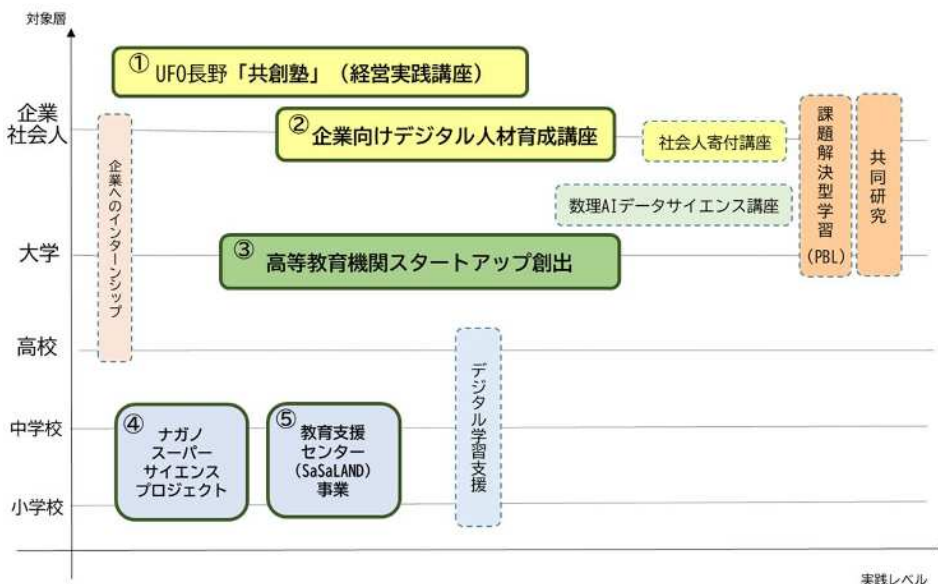 対象層
① UFO長野「共創塾」(経営実践講座)
企業
社会人
② 企業向けデジタル人材育成講座
社会人寄付講座
課題解決型学習(PBL)
共同研究
企業へのインターンシップ
数理AIデータサイエンス講座
大学
③ 高等教育機関スタートアップ創出
高校
デジタル学習支援
中学校
④ ナガノ
スーパー
サイエンス
プロジェクト
⑤ 教育支援
センター
(SaSaLAND)
事業
小学校
実践レベル